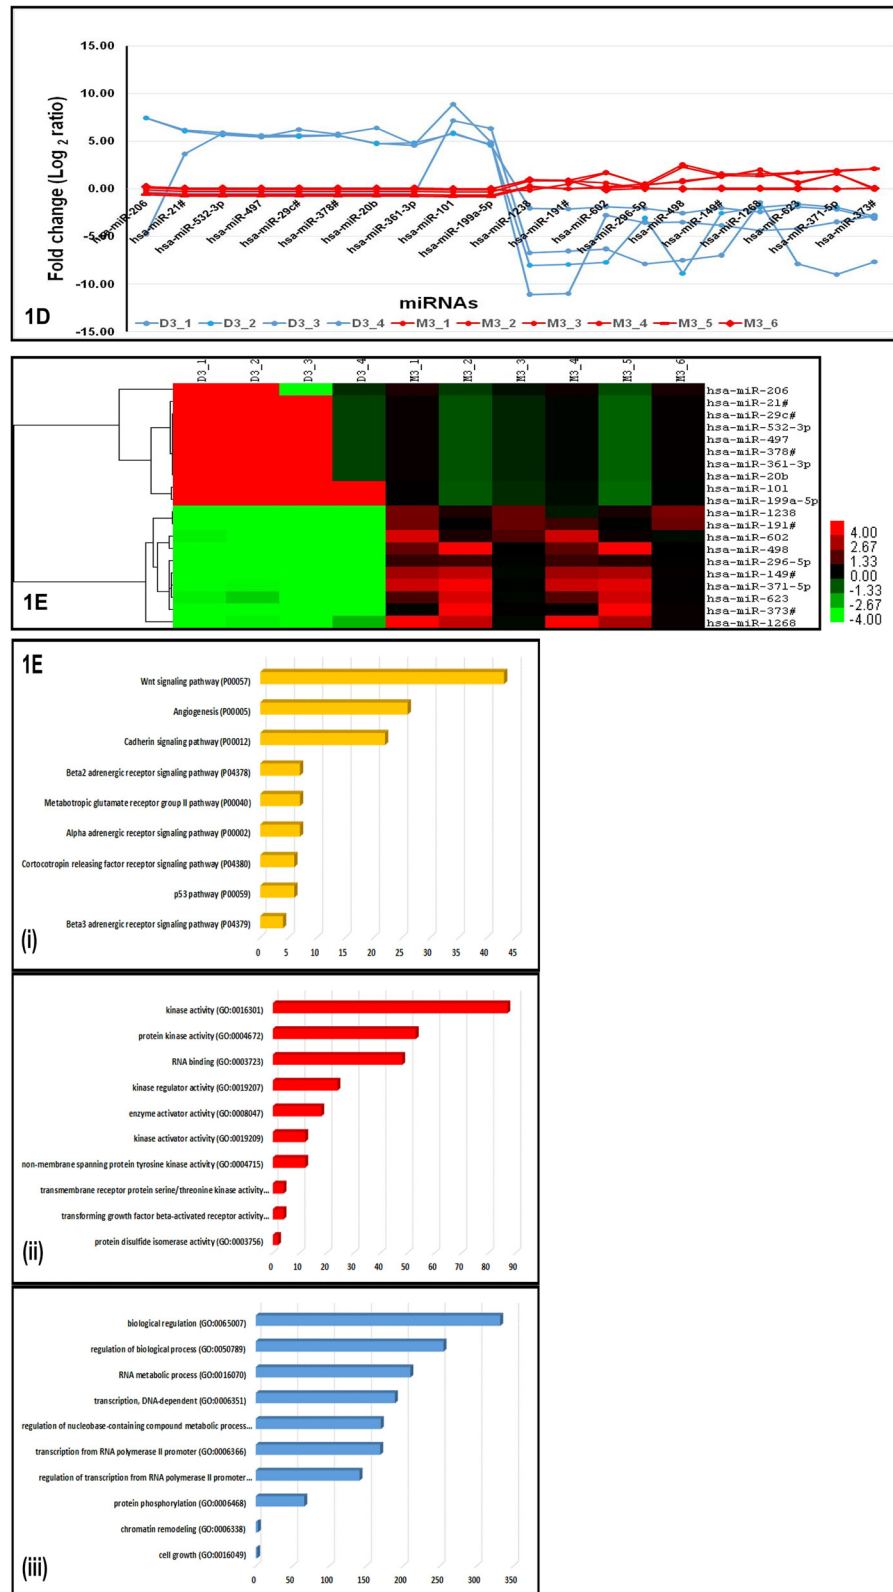 15.00
10.00
5.00
0.00
-5.00
-10.00
-15.00
Fold change (Log 2 ratio)
hsa-miR-206
hsa-miR-21#
hsa-miR-532-3p
hsa-miR-497
hsa-miR-29c#
hsa-miR-378#
hsa-miR-20b
hsa-miR-361-3p
hsa-miR-101
hsa-miR-199a-5p
hsa-miR-1238
hsa-miR-191#
hsa-miR-602
hsa-miR-296-5p
hsa-miR-498
hsa-miR-149#
hsa-miR-1268
hsa-miR-623
hsa-miR-371-5p
hsa-miR-373#
miRNAs
1D
D3_1 D3_2 D3_3 D3_4 M3_1 M3_2 M3_3 M3_4 M3_5 M3_6
D3_1 D3_2 D3_3 D3_4 M3_1 M3_2 M3_3 M3_4 M3_5 M3_6
hsa-miR-206
hsa-miR-21#
hsa-miR-29c#
hsa-miR-532-3p
hsa-miR-497
hsa-miR-378#
hsa-miR-361-3p
hsa-miR-20b
hsa-miR-101
hsa-miR-199a-5p
hsa-miR-1238
hsa-miR-191#
hsa-miR-602
hsa-miR-498
hsa-miR-296-5p
hsa-miR-149#
hsa-miR-371-5p
hsa-miR-623
hsa-miR-373#
hsa-miR-1268
4.00
2.67
1.33
0.00
-1.33
-2.67
-4.00
1E
1E
Wnt signaling pathway (P00057)
Angiogenesis (P00005)
Cadherin signaling pathway (P00012)
Beta2 adrenergic receptor signaling pathway (P04378)
Metabotropic glutamate receptor group II pathway (P00040)
Alpha adrenergic receptor signaling pathway (P00002)
Cortocotropin releasing factor receptor signaling pathway (P04380)
p53 pathway (P00059)
Beta3 adrenergic receptor signaling pathway (P04379)
(i)
0 5 10 15 20 25 30 35 40 45
kinase activity (GO:0016301)
protein kinase activity (GO:0004672)
RNA binding (GO:0003723)
kinase regulator activity (GO:0019207)
enzyme activator activity (GO:0008047)
kinase activator activity (GO:0019209)
non-membrane spanning protein tyrosine kinase activity (GO:0004715)
transmembrane receptor protein serine/threonine kinase activity...
transforming growth factor beta-activated receptor activity...
protein disulfide isomerase activity (GO:0003756)
(ii)
0 10 20 30 40 50 60 70 80 90
biological regulation (GO:0065007)
regulation of biological process (GO:0050789)
RNA metabolic process (GO:0016070)
transcription, DNA-dependent (GO:0006351)
regulation of nucleobase-containing compound metabolic process...
transcription from RNA polymerase II promoter (GO:0006366)
regulation of transcription from RNA polymerase II promoter...
protein phosphorylation (GO:0006468)
chromatin remodeling (GO:0006338)
cell growth (GO:0016049)
(iii)
0 50 100 150 200 250 300 350